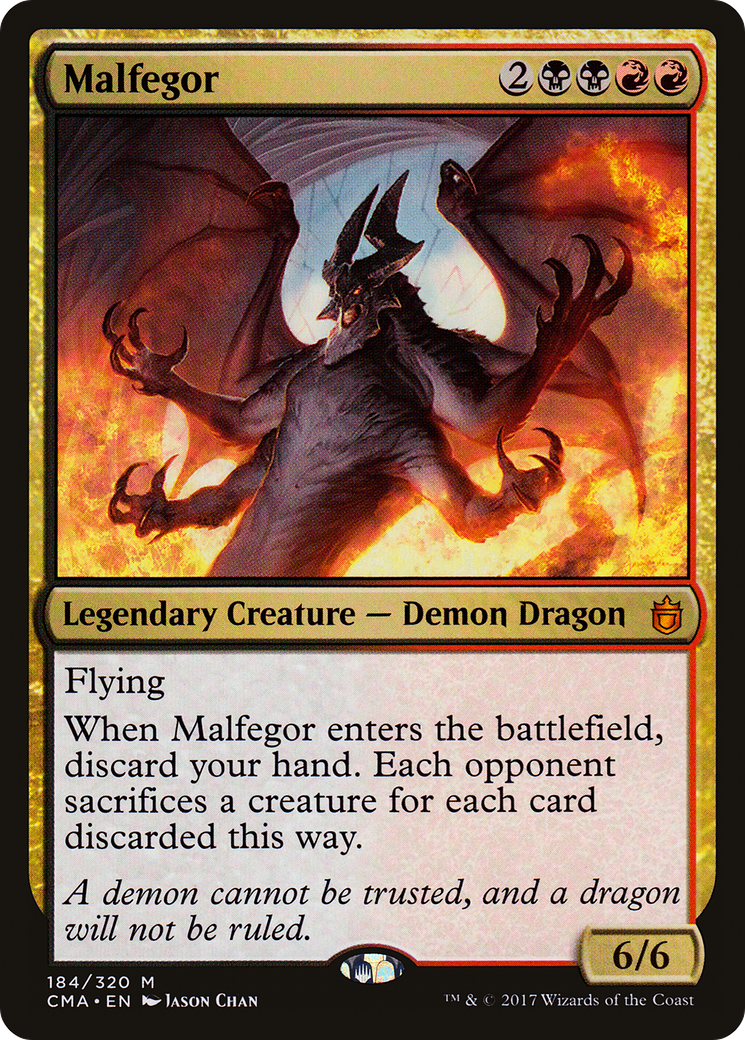 Malfegor 2
Legendary Creature — Demon Dragon
Flying
When Malfegor enters the battlefield,
discard your hand. Each opponent
sacrifices a creature for each card
discarded this way.
A demon cannot be trusted, and a dragon
will not be ruled.
6/6
184/320 M
CMA • EN Jason Chan
™ & © 2017 Wizards of the Coast